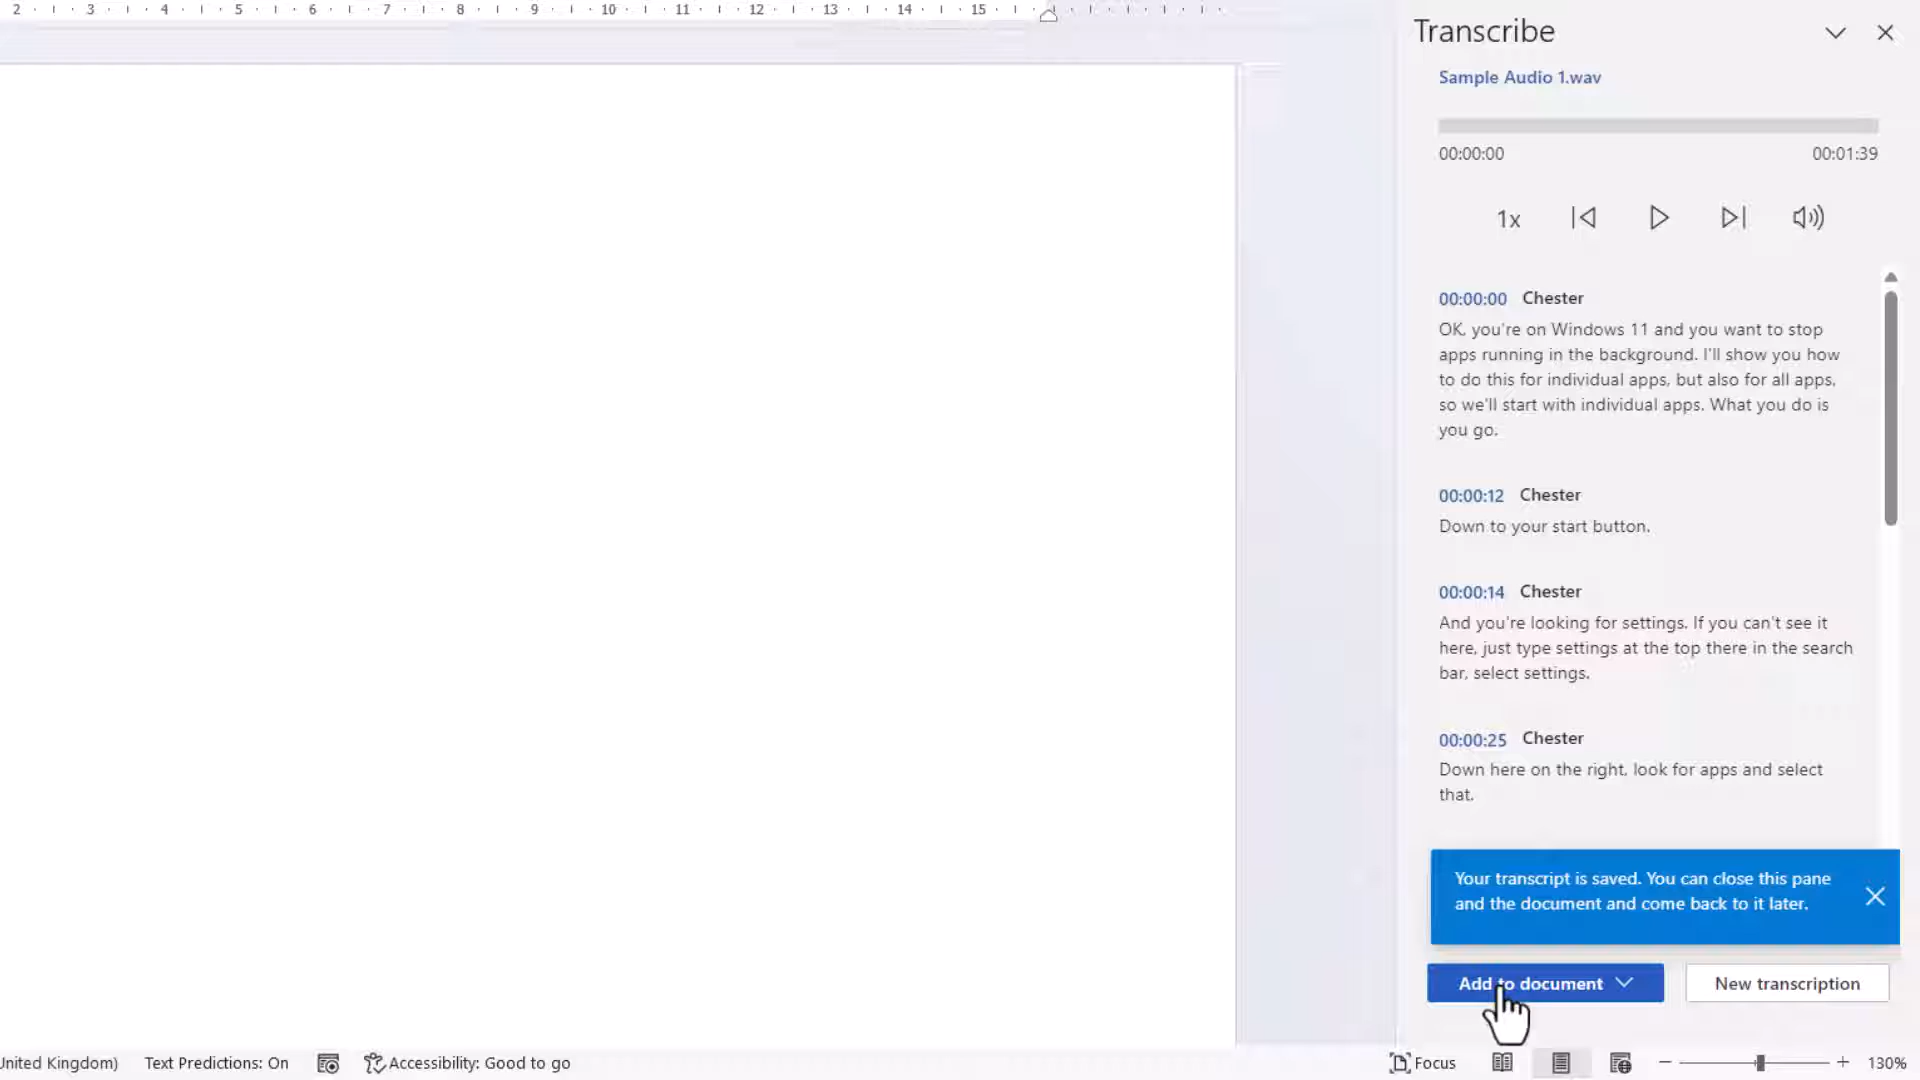 2 3 4 5 6 7 8 9 10 11 12 13 14 15
Transcribe
Sample Audio 1.wav
00:00:00 00:01:39
1x
00:00:00 Chester
OK, you're on Windows 11 and you want to stop
apps running in the background. I'll show you how
to do this for individual apps, but also for all apps,
so we'll start with individual apps. What you do is
you go.
00:00:12 Chester
Down to your start button.
00:00:14 Chester
And you're looking for settings. If you can't see it
here, just type settings at the top there in the search
bar, select settings.
00:00:25 Chester
Down here on the right, look for apps and select
that.
Your transcript is saved. You can close this pane
and the document and come back to it later.
Add to document New transcription
United Kingdom) Text Predictions: On Accessibility: Good to go Focus 130%